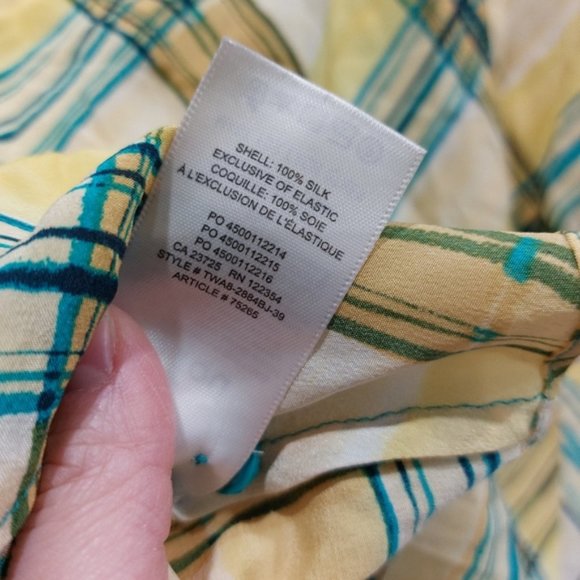 SHELL: 100% SILK
EXCLUSIVE OF ELASTIC
COQUILLE: 100% SOIE
À L'EXCLUSION DE L'ÉLASTIQUE
PO 4500112214
PO 4500112215
PO 4500112216
CA 23725 RN 122354
STYLE # TWA8-2884BJ-39
ARTICLE # 75265